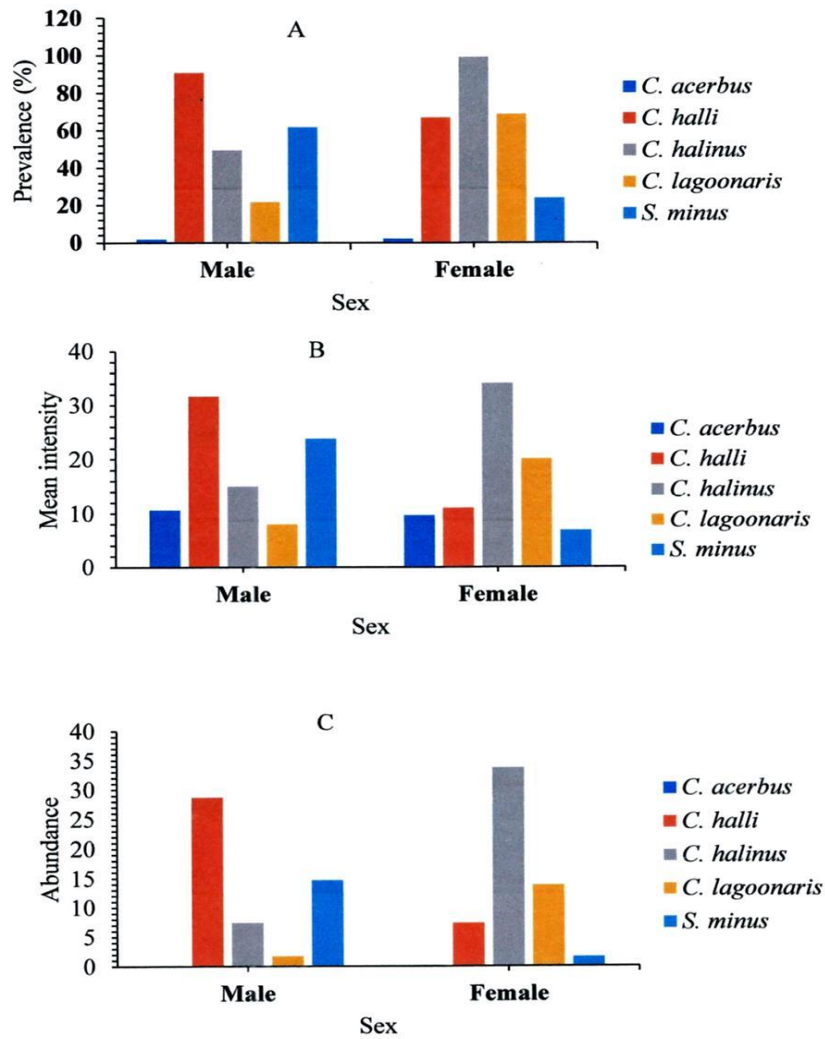 A
120
100
80
60
40
20
0
Prevalence (%)
Male Female
Sex
C. acerbus
C. halli
C. halinus
C. lagoonaris
S. minus
B
40
30
20
10
0
Mean intensity
Male Female
Sex
C. acerbus
C. halli
C. halinus
C. lagoonaris
S. minus
C
40
35
30
25
20
15
10
5
0
Abundance
Male Female
Sex
C. acerbus
C. halli
C. halinus
C. lagoonaris
S. minus